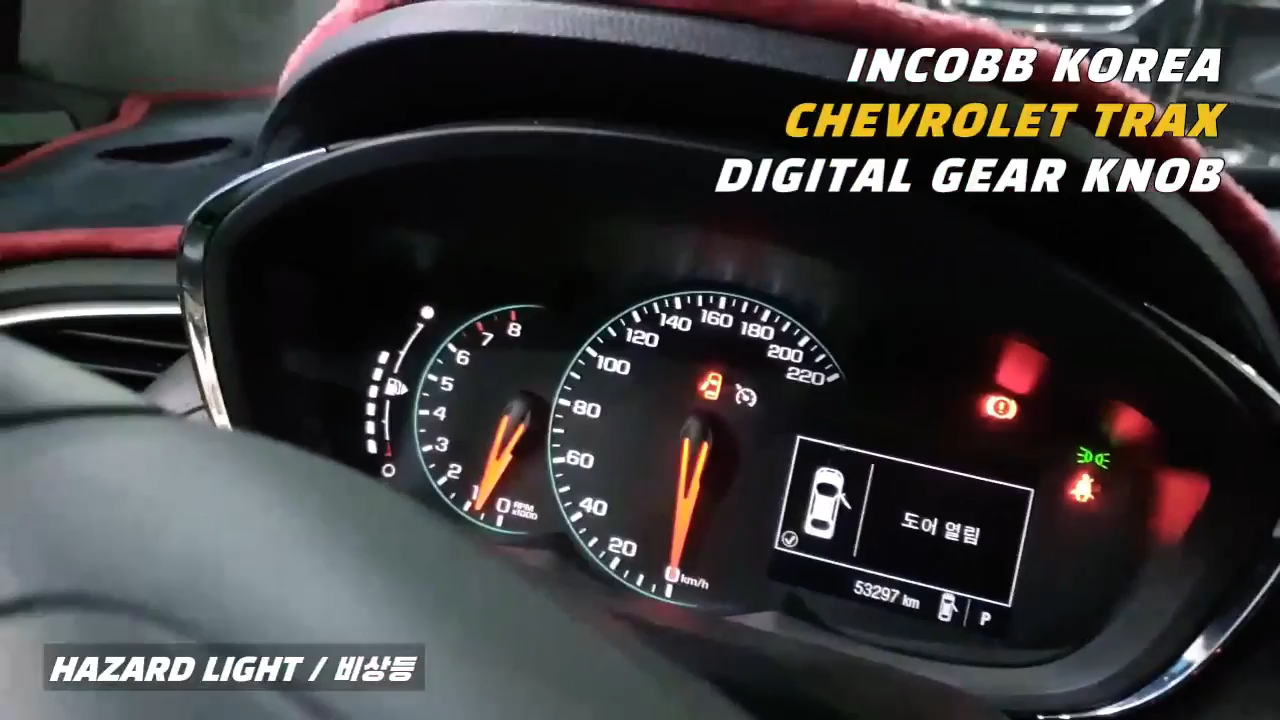 INCOBB KOREA
CHEVROLET TRAX
DIGITAL GEAR KNOB
8
7
6
5
4
3
2
1
0
RPM
x1000
220
200
180
160
140
120
100
80
60
40
20
0 km/h
도어 열림
53297 km
P
HAZARD LIGHT / 비상등